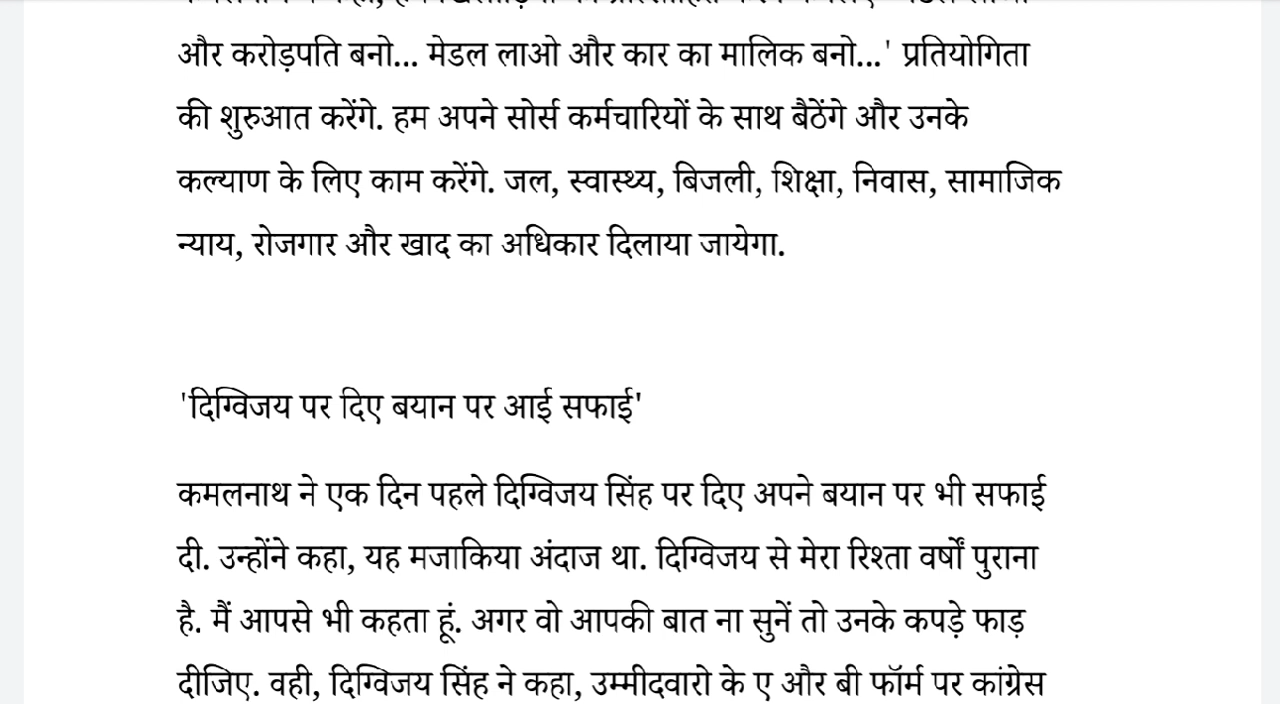 और करोड़पति बनो... मेडल लाओ और कार का मालिक बनो...' प्रतियोगिता
की शुरुआत करेंगे. हम अपने सोर्स कर्मचारियों के साथ बैठेंगे और उनके
कल्याण के लिए काम करेंगे. जल, स्वास्थ्य, बिजली, शिक्षा, निवास, सामाजिक
न्याय, रोजगार और खाद का अधिकार दिलाया जायेगा.
'दिग्विजय पर दिए बयान पर आई सफाई'
कमलनाथ ने एक दिन पहले दिग्विजय सिंह पर दिए अपने बयान पर भी सफाई
दी. उन्होंने कहा, यह मजाकिया अंदाज था. दिग्विजय से मेरा रिश्ता वर्षों पुराना
है. मैं आपसे भी कहता हूं. अगर वो आपकी बात ना सुनें तो उनके कपड़े फाड़
दीजिए. वही, दिग्विजय सिंह ने कहा, उम्मीदवारो के ए और बी फॉर्म पर कांग्रेस